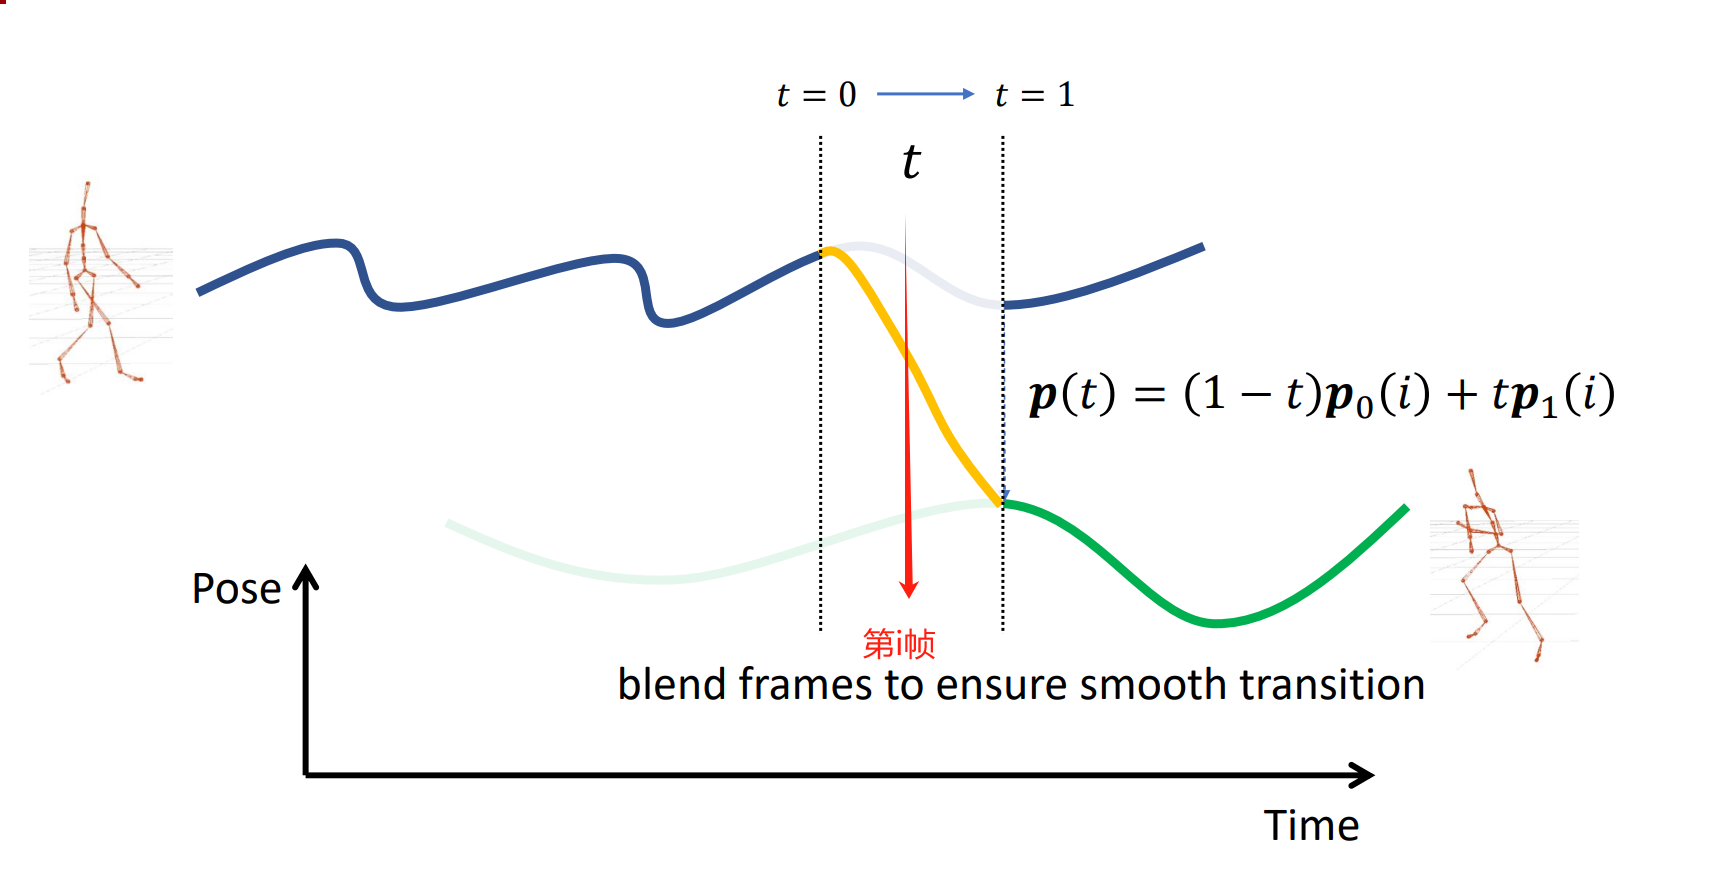 t = 0
t = 1
t
p(t) = (1 − t)p₀(i) + tp₁(i)
Pose
第i帧
blend frames to ensure smooth transition
Time